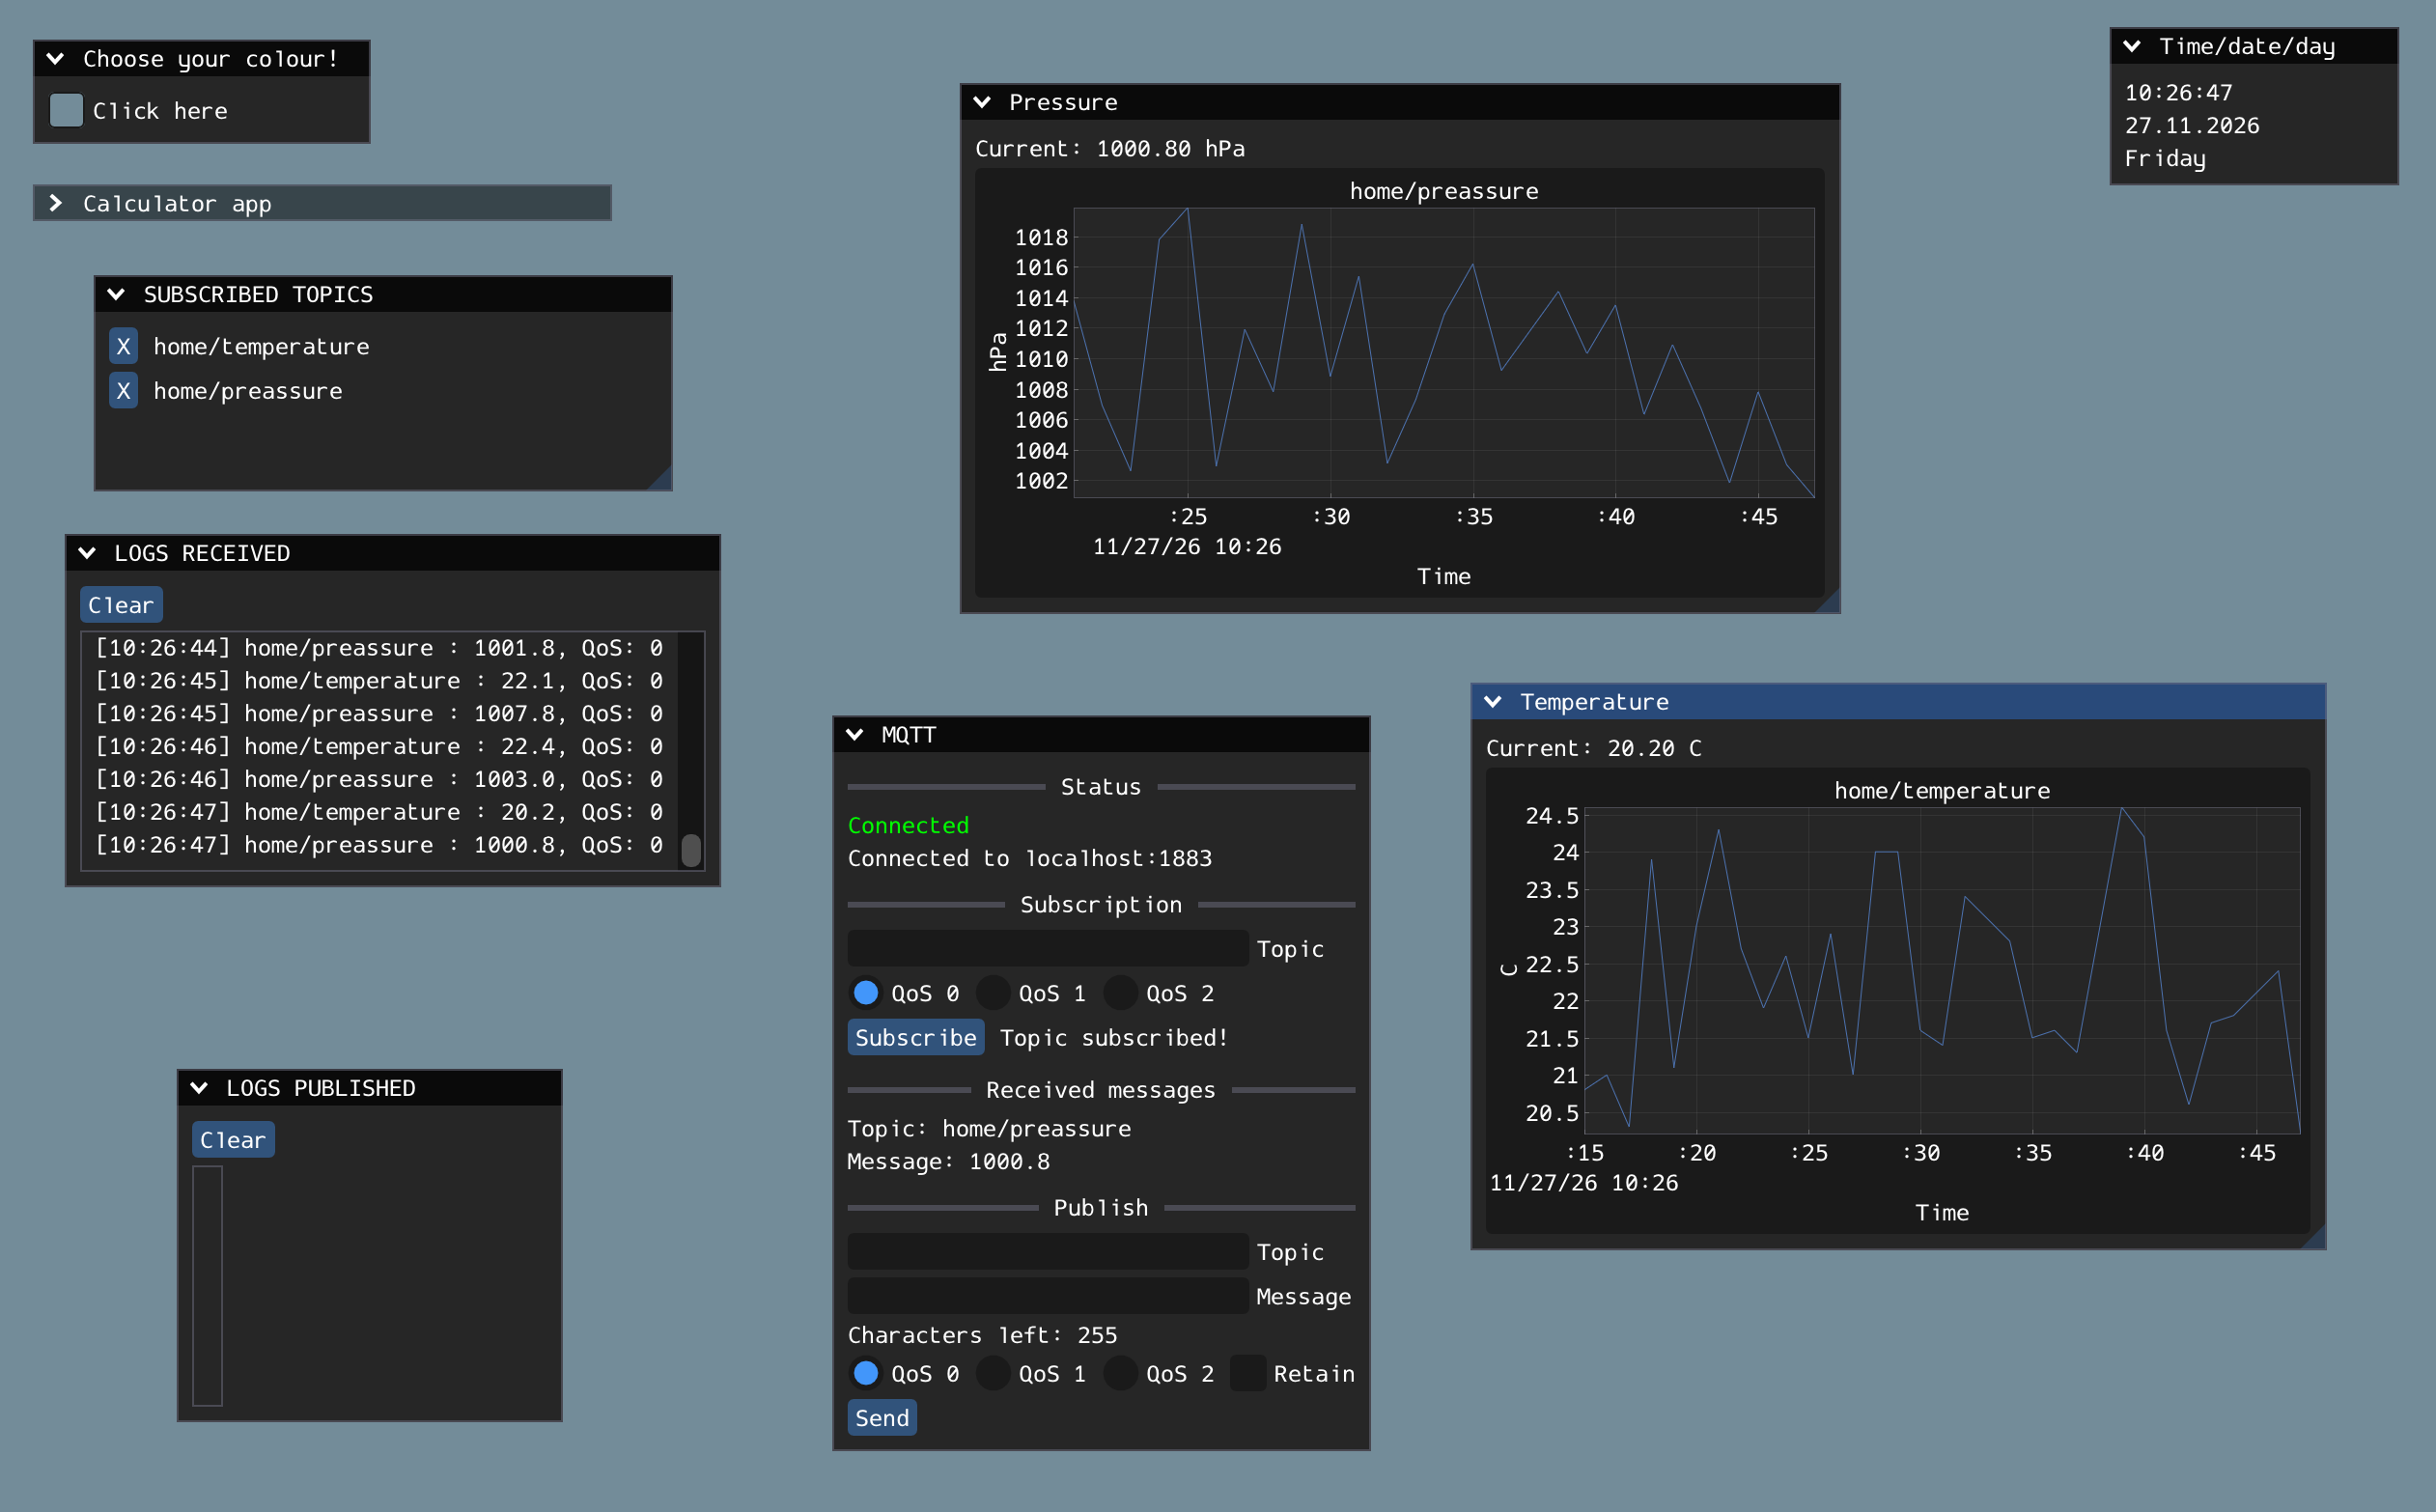 Choose your colour!
Click here
Calculator app
SUBSCRIBED TOPICS
X home/temperature
X home/preassure
LOGS RECEIVED
Clear
[10:26:44] home/preassure : 1001.8, QoS: 0
[10:26:45] home/temperature : 22.1, QoS: 0
[10:26:45] home/preassure : 1007.8, QoS: 0
[10:26:46] home/temperature : 22.4, QoS: 0
[10:26:46] home/preassure : 1003.0, QoS: 0
[10:26:47] home/temperature : 20.2, QoS: 0
[10:26:47] home/preassure : 1000.8, QoS: 0
LOGS PUBLISHED
Clear
Pressure
Current: 1000.80 hPa
home/preassure
hPa
1018
1016
1014
1012
1010
1008
1006
1004
1002
:25 :30 :35 :40 :45
11/27/26 10:26
Time
MQTT
Status
Connected
Connected to localhost:1883
Subscription
Topic
QoS 0 QoS 1 QoS 2
Subscribe Topic subscribed!
Received messages
Topic: home/preassure
Message: 1000.8
Publish
Topic
Message
Characters left: 255
QoS 0 QoS 1 QoS 2 Retain
Send
Time/date/day
10:26:47
27.11.2026
Friday
Temperature
Current: 20.20 C
home/temperature
C
24.5
24
23.5
23
22.5
22
21.5
21
20.5
:15 :20 :25 :30 :35 :40 :45
11/27/26 10:26
Time